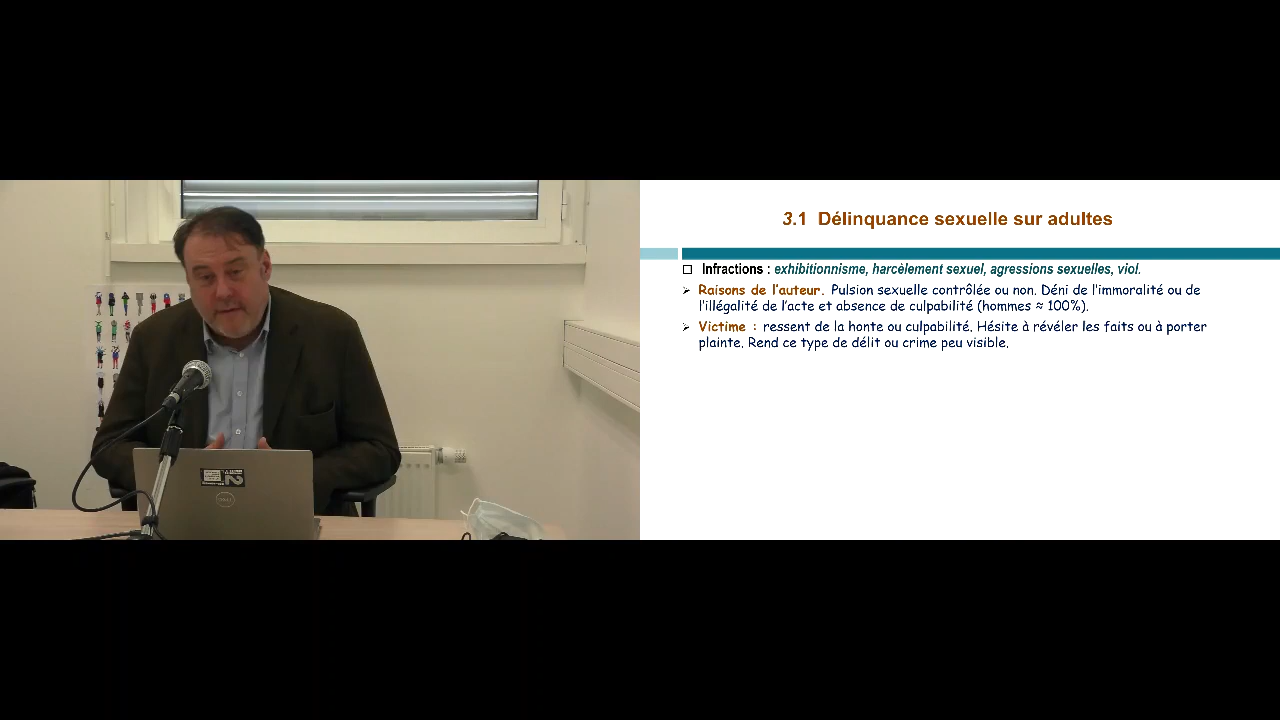 3.1 Délinquance sexuelle sur adultes
Infractions : exhibitionnisme, harcèlement sexuel, agressions sexuelles, viol.
Raisons de l'auteur. Pulsion sexuelle contrôlée ou non. Déni de l'immoralité ou de
l'illégalité de l'acte et absence de culpabilité (hommes ≈ 100%).
Victime : ressent de la honte ou culpabilité. Hésite à révéler les faits ou à porter
plainte. Rend ce type de délit ou crime peu visible.
DELL